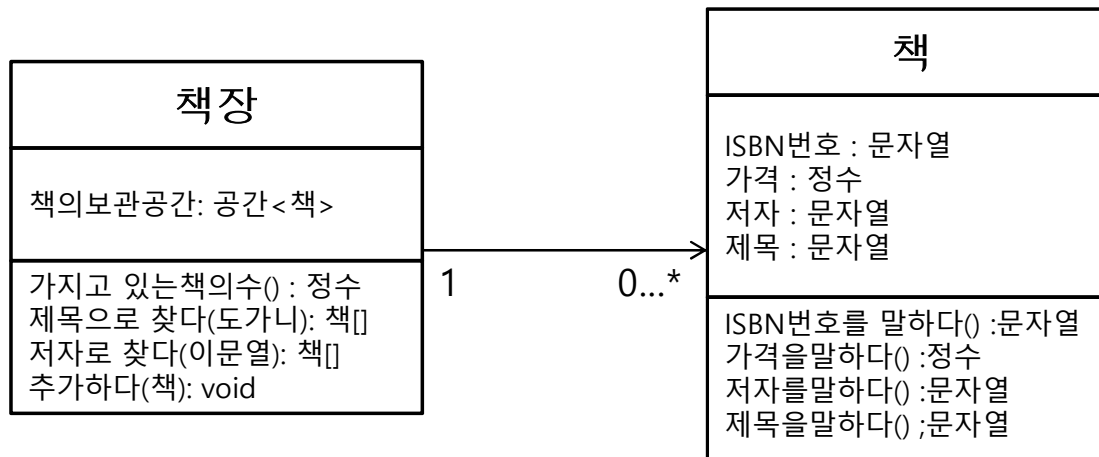 책장
책의보관공간: 공간<책>
가지고 있는책의수() : 정수
제목으로 찾다(도가니): 책[]
저자로 찾다(이문열): 책[]
추가하다(책): void
1
0...*
책
ISBN번호 : 문자열
가격 : 정수
저자 : 문자열
제목 : 문자열
ISBN번호를 말하다() :문자열
가격을말하다() :정수
저자를말하다() :문자열
제목을말하다() ;문자열